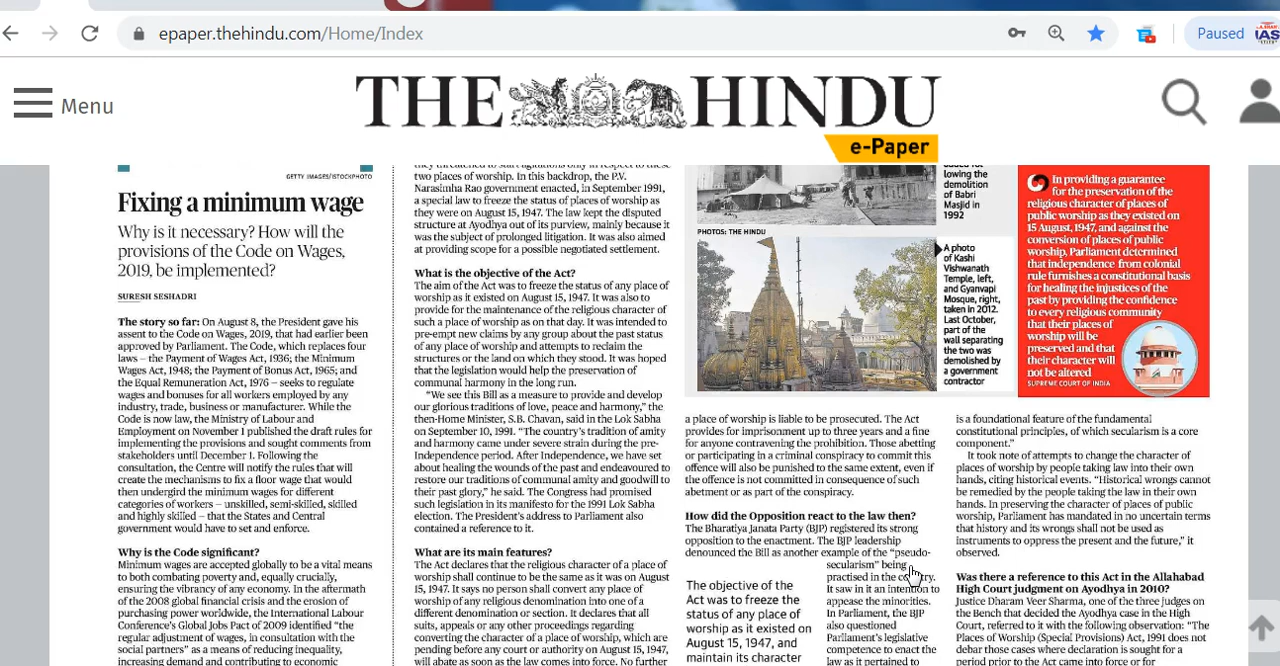 epaper.thehindu.com/Home/Index
Paused
IAS
Menu
THE HINDU
e-Paper
GETTY IMAGES/ISTOCKPHOTO
Fixing a minimum wage
Why is it necessary? How will the
provisions of the Code on Wages,
2019, be implemented?
SURESH SESHADRI
The story so far: On August 8, the President gave his
assent to the Code on Wages, 2019, that had earlier been
approved by Parliament. The Code, which replaces four
laws – the Payment of Wages Act, 1936; the Minimum
Wages Act, 1948; the Payment of Bonus Act, 1965; and
the Equal Remuneration Act, 1976 – seeks to regulate
wages and bonuses for all workers employed by any
industry, trade, business or manufacturer. While the
Code is now law, the Ministry of Labour and
Employment on November 1 published the draft rules for
implementing the provisions and sought comments from
stakeholders until December 1. Following the
consultation, the Centre will notify the rules that will
create the mechanisms to fix a floor wage that would
then undergird the minimum wages for different
categories of workers – unskilled, semi-skilled, skilled
and highly skilled – that the States and Central
government would have to set and enforce.
Why is the Code significant?
Minimum wages are accepted globally to be a vital means
to both combating poverty and, equally crucially,
ensuring the vibrancy of any economy. In the aftermath
of the 2008 global financial crisis and the erosion of
purchasing power worldwide, the International Labour
Conference's Global Jobs Pact of 2009 identified "the
regular adjustment of wages, in consultation with the
social partners" as a means of reducing inequality,
increasing demand and contributing to economic
they threatened to start agitations only in respect to these
two places of worship. In this backdrop, the P.V.
Narasimha Rao government enacted, in September 1991,
a special law to freeze the status of places of worship as
they were on August 15, 1947. The law kept the disputed
structure at Ayodhya out of its purview, mainly because it
was the subject of prolonged litigation. It was also aimed
at providing scope for a possible negotiated settlement.
What is the objective of the Act?
The aim of the Act was to freeze the status of any place of
worship as it existed on August 15, 1947. It was also to
provide for the maintenance of the religious character of
such a place of worship as on that day. It was intended to
pre-empt new claims by any group about the past status
of any place of worship and attempts to reclaim the
structures or the land on which they stood. It was hoped
that the legislation would help the preservation of
communal harmony in the long run.
"We see this Bill as a measure to provide and develop
our glorious traditions of love, peace and harmony," the
then-Home Minister, S.B. Chavan, said in the Lok Sabha
on September 10, 1991. "The country's tradition of amity
and harmony came under severe strain during the pre-
Independence period. After Independence, we have set
about healing the wounds of the past and endeavoured to
restore our traditions of communal amity and goodwill to
their past glory," he said. The Congress had promised
such legislation in its manifesto for the 1991 Lok Sabha
election. The President's address to Parliament also
contained a reference to it.
What are its main features?
The Act declares that the religious character of a place of
worship shall continue to be the same as it was on August
15, 1947. It says no person shall convert any place of
worship of any religious denomination into one of a
different denomination or section. It declares that all
suits, appeals or any other proceedings regarding
converting the character of a place of worship, which are
pending before any court or authority on August 15, 1947,
will abate as soon as the law comes into force. No further
lowing the
demolition
of Babri
Masjid in
1992
PHOTOS: THE HINDU
A photo
of Kashi
Vishwanath
Temple, left,
and Gyanvapi
Mosque, right,
taken in 2012.
Last October,
part of the
wall separating
the two was
demolished by
a government
contractor
In providing a guarantee
for the preservation of the
religious character of places of
public worship as they existed on
15 August, 1947, and against the
conversion of places of public
worship, Parliament determined
that independence from colonial
rule furnishes a constitutional basis
for healing the injustices of the
past by providing the confidence
to every religious community
that their places of
worship will be
preserved and that
their character will
not be altered
SUPREME COURT OF INDIA
a place of worship is liable to be prosecuted. The Act
provides for imprisonment up to three years and a fine
for anyone contravening the prohibition. Those abetting
or participating in a criminal conspiracy to commit this
offence will also be punished to the same extent, even if
the offence is not committed in consequence of such
abetment or as part of the conspiracy.
How did the Opposition react to the law then?
The Bharatiya Janata Party (BJP) registered its strong
opposition to the enactment. The BJP leadership
denounced the Bill as another example of the "pseudo-
secularism" being
practised in the country.
It saw in it an intention to
appease the minorities.
In Parliament, the BJP
also questioned
Parliament's legislative
competence to enact the
law as it pertained to
The objective of the
Act was to freeze the
status of any place of
worship as it existed on
August 15, 1947, and
maintain its character
is a foundational feature of the fundamental
constitutional principles, of which secularism is a core
component."
It took note of attempts to change the character of
places of worship by people taking law into their own
hands, citing historical events. "Historical wrongs cannot
be remedied by the people taking the law in their own
hands. In preserving the character of places of public
worship, Parliament has mandated in no uncertain terms
that history and its wrongs shall not be used as
instruments to oppress the present and the future," it
observed.
Was there a reference to this Act in the Allahabad
High Court judgment on Ayodhya in 2010?
Justice Dharam Veer Sharma, one of the three Judges on
the Bench that decided the Ayodhya case in the High
Court, referred to it with the following observation: "The
Places of Worship (Special Provisions) Act, 1991 does not
debar those cases where declaration is sought for a
period prior to the Act came into force or for